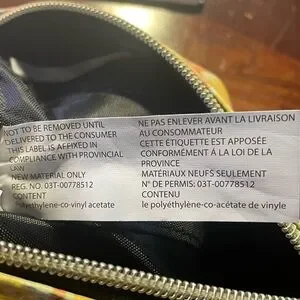 NOT TO BE REMOVED UNTIL
DELIVERED TO THE CONSUMER
THIS LABEL IS AFFIXED IN
COMPLIANCE WITH PROVINCIAL
LAW
NEW MATERIAL ONLY
REG. NO. 03T-00778512
CONTENT
polyethylene-co-vinyl acetate
NE PAS ENLEVER AVANT LA LIVRAISON
AU CONSOMMATEUR
CETTE ÉTIQUETTE EST APPOSÉE
CONFORMÉMENT À LA LOI DE LA
PROVINCE
MATÉRIAUX NEUFS SEULEMENT
N° DE PERMIS: 03T-00778512
CONTENU
le polyéthylène-co-acétate de vinyle